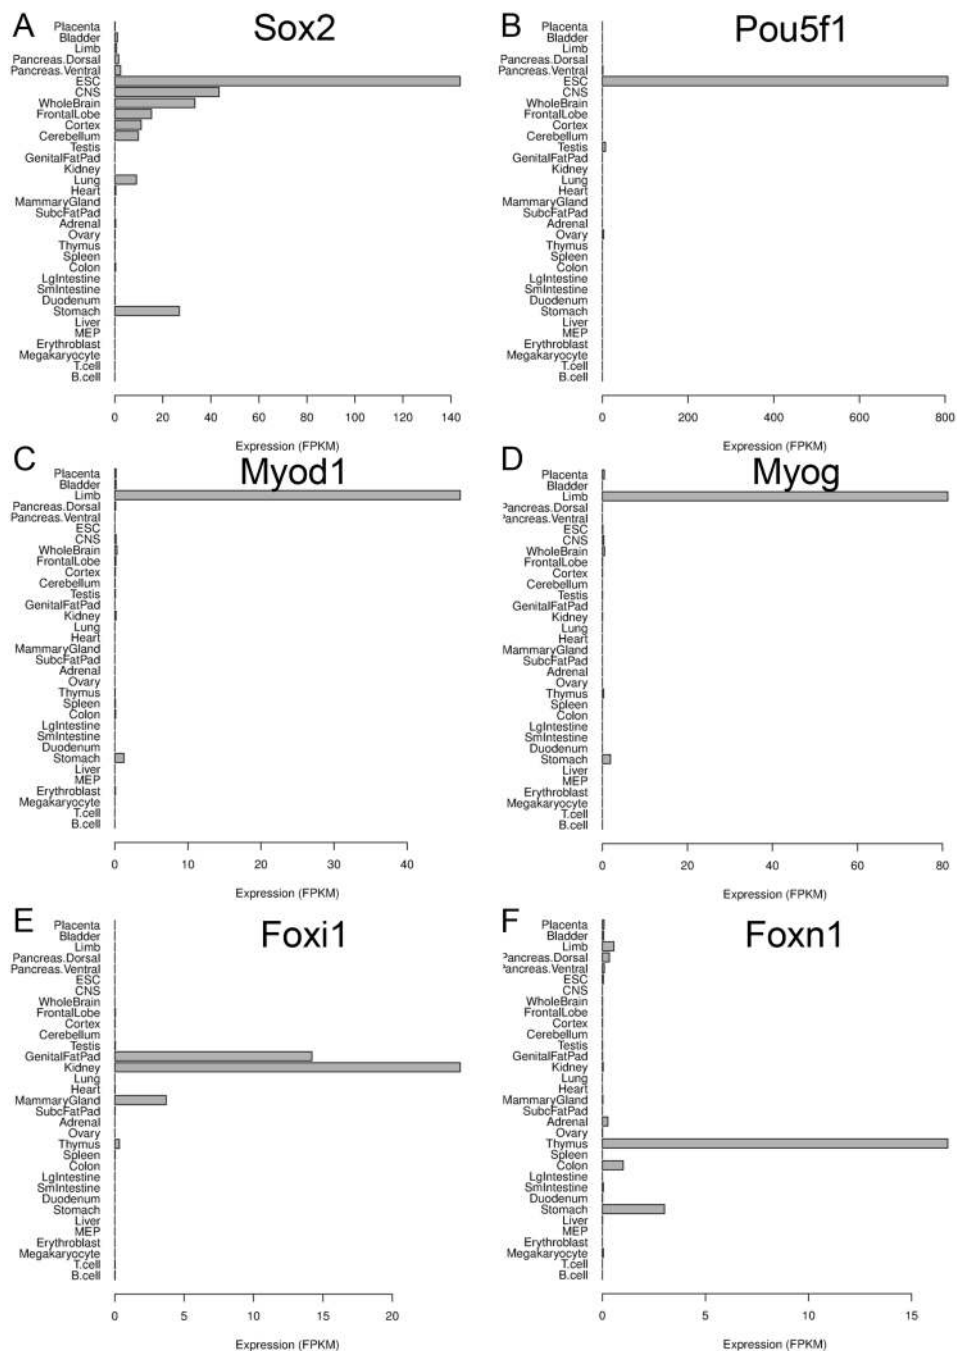 A
Sox2
Placenta
Bladder
Limb
Pancreas.Dorsal
Pancreas.Ventral
ESC
CNS
WholeBrain
FrontalLobe
Cortex
Cerebellum
Testis
GenitalFatPad
Kidney
Lung
Heart
MammaryGland
SubcFatPad
Adrenal
Ovary
Thymus
Spleen
Colon
LgIntestine
SmIntestine
Duodenum
Stomach
Liver
MEP
Erythroblast
Megakaryocyte
T.cell
B.cell
0 20 40 60 80 100 120 140
Expression (FPKM)
B
Pou5f1
Placenta
Bladder
Limb
Pancreas.Dorsal
Pancreas.Ventral
ESC
CNS
WholeBrain
FrontalLobe
Cortex
Cerebellum
Testis
GenitalFatPad
Kidney
Lung
Heart
MammaryGland
SubcFatPad
Adrenal
Ovary
Thymus
Spleen
Colon
LgIntestine
SmIntestine
Duodenum
Stomach
Liver
MEP
Erythroblast
Megakaryocyte
T.cell
B.cell
0 200 400 600 800
Expression (FPKM)
C
Myod1
Placenta
Bladder
Limb
Pancreas.Dorsal
Pancreas.Ventral
ESC
CNS
WholeBrain
FrontalLobe
Cortex
Cerebellum
Testis
GenitalFatPad
Kidney
Lung
Heart
MammaryGland
SubcFatPad
Adrenal
Ovary
Thymus
Spleen
Colon
LgIntestine
SmIntestine
Duodenum
Stomach
Liver
MEP
Erythroblast
Megakaryocyte
T.cell
B.cell
0 10 20 30 40
Expression (FPKM)
D
Myog
Placenta
Bladder
Limb
Pancreas.Dorsal
Pancreas.Ventral
ESC
CNS
WholeBrain
FrontalLobe
Cortex
Cerebellum
Testis
GenitalFatPad
Kidney
Lung
Heart
MammaryGland
SubcFatPad
Adrenal
Ovary
Thymus
Spleen
Colon
LgIntestine
SmIntestine
Duodenum
Stomach
Liver
MEP
Erythroblast
Megakaryocyte
T.cell
B.cell
0 20 40 60 80
Expression (FPKM)
E
Foxi1
Placenta
Bladder
Limb
Pancreas.Dorsal
Pancreas.Ventral
ESC
CNS
WholeBrain
FrontalLobe
Cortex
Cerebellum
Testis
GenitalFatPad
Kidney
Lung
Heart
MammaryGland
SubcFatPad
Adrenal
Ovary
Thymus
Spleen
Colon
LgIntestine
SmIntestine
Duodenum
Stomach
Liver
MEP
Erythroblast
Megakaryocyte
T.cell
B.cell
0 5 10 15 20
Expression (FPKM)
F
Foxn1
Placenta
Bladder
Limb
Pancreas.Dorsal
Pancreas.Ventral
ESC
CNS
WholeBrain
FrontalLobe
Cortex
Cerebellum
Testis
GenitalFatPad
Kidney
Lung
Heart
MammaryGland
SubcFatPad
Adrenal
Ovary
Thymus
Spleen
Colon
LgIntestine
SmIntestine
Duodenum
Stomach
Liver
MEP
Erythroblast
Megakaryocyte
T.cell
B.cell
0 5 10 15
Expression (FPKM)